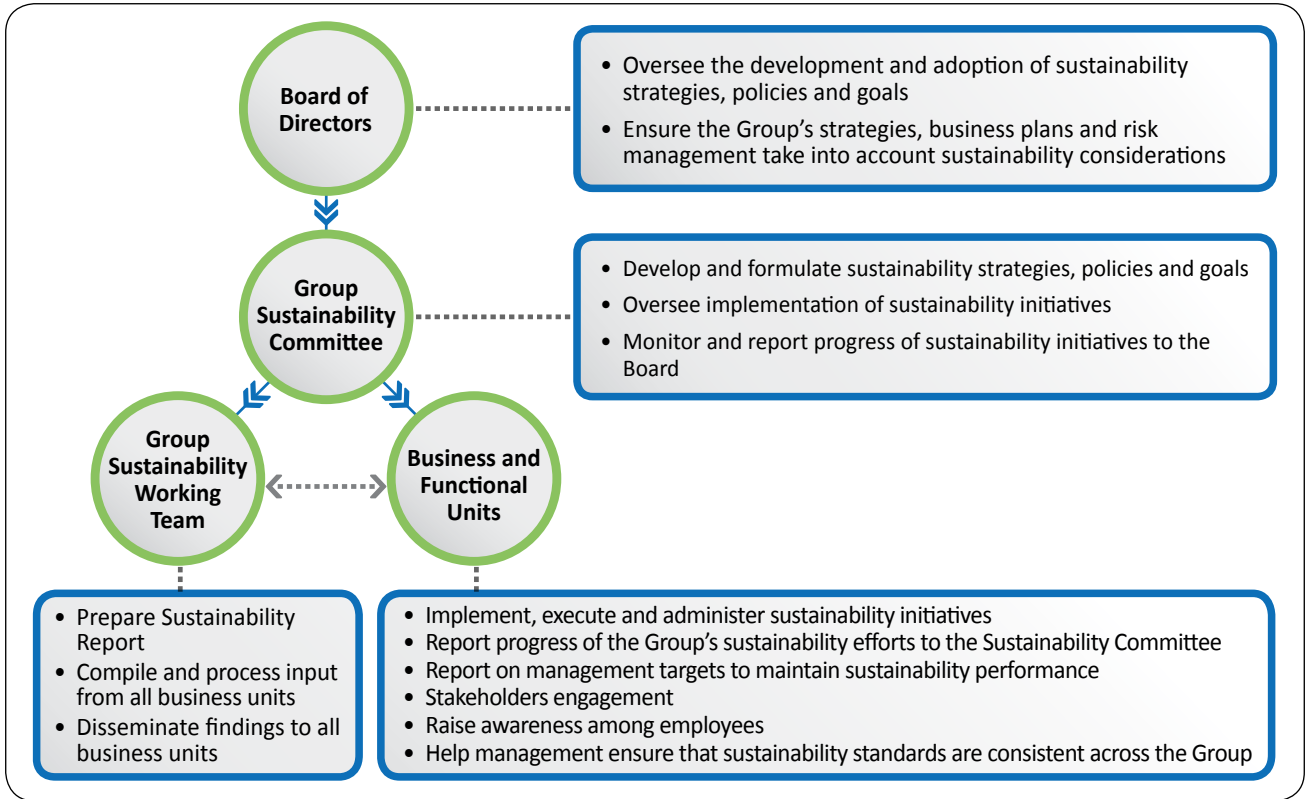 Board of
Directors
• Oversee the development and adoption of sustainability
strategies, policies and goals
• Ensure the Group’s strategies, business plans and risk
management take into account sustainability considerations
Group
Sustainability
Committee
• Develop and formulate sustainability strategies, policies and goals
• Oversee implementation of sustainability initiatives
• Monitor and report progress of sustainability initiatives to the
Board
Group
Sustainability
Working
Team
Business and
Functional
Units
• Prepare Sustainability
Report
• Compile and process input
from all business units
• Disseminate findings to all
business units
• Implement, execute and administer sustainability initiatives
• Report progress of the Group’s sustainability efforts to the Sustainability Committee
• Report on management targets to maintain sustainability performance
• Stakeholders engagement
• Raise awareness among employees
• Help management ensure that sustainability standards are consistent across the Group